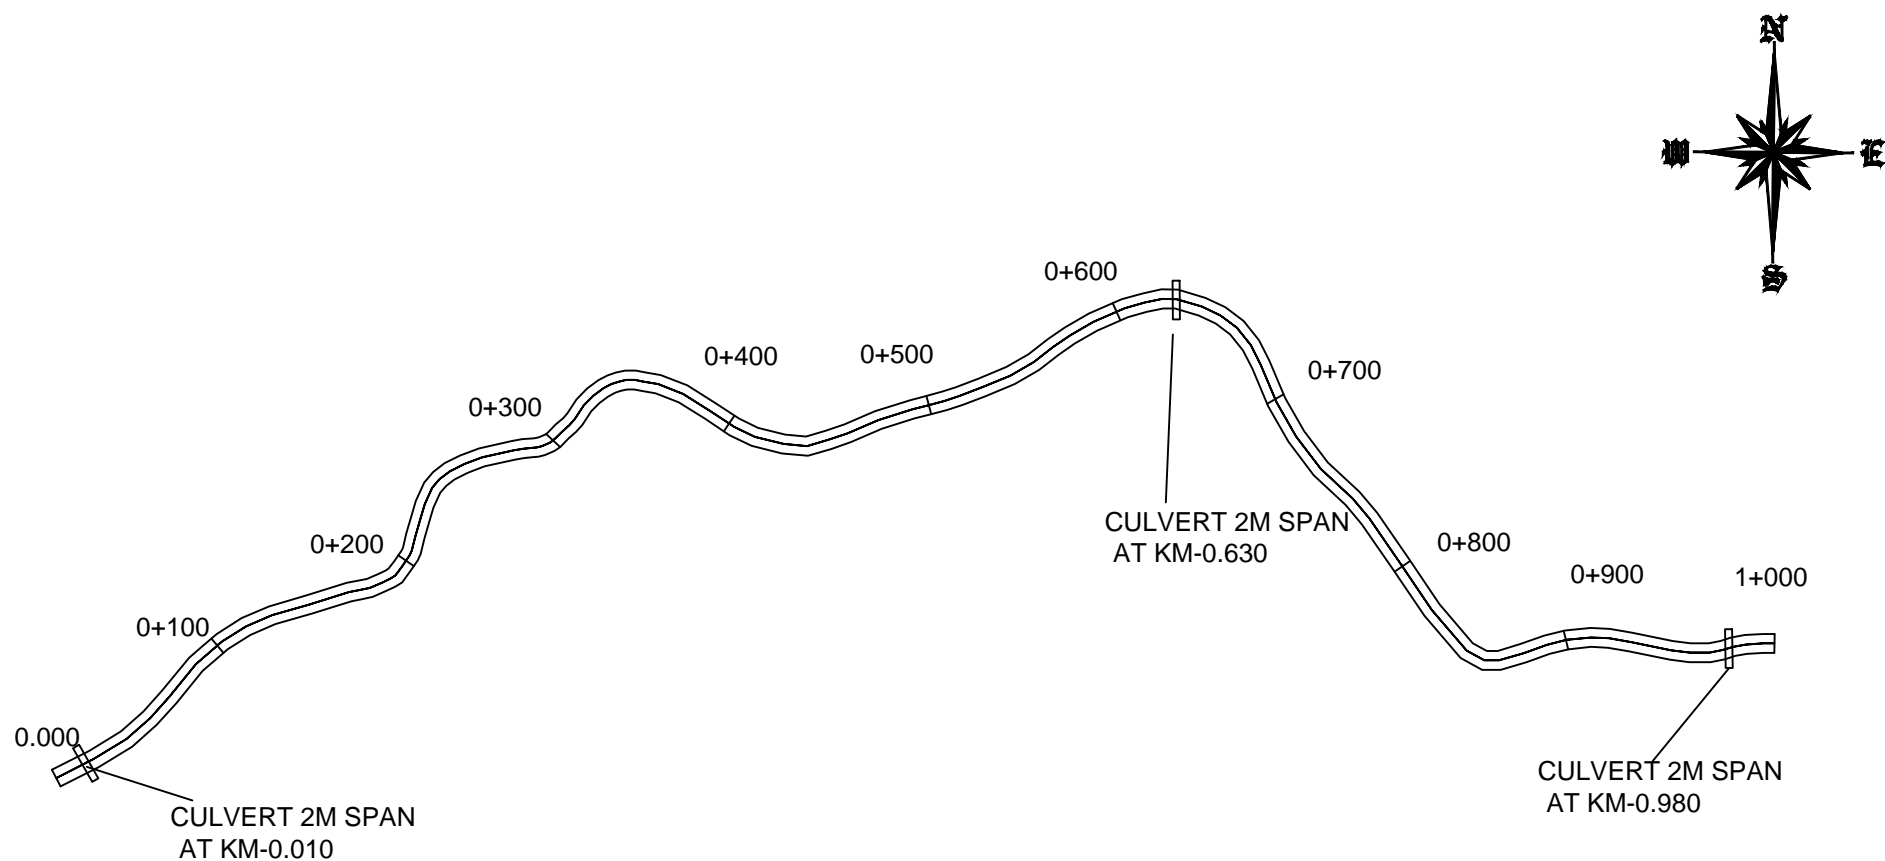 N
W E
S
0+600
0+400
0+500
0+700
0+300
CULVERT 2M SPAN
AT KM-0.630
0+200
0+800
0+900
1+000
0+100
0.000
CULVERT 2M SPAN
AT KM-0.980
CULVERT 2M SPAN
AT KM-0.010